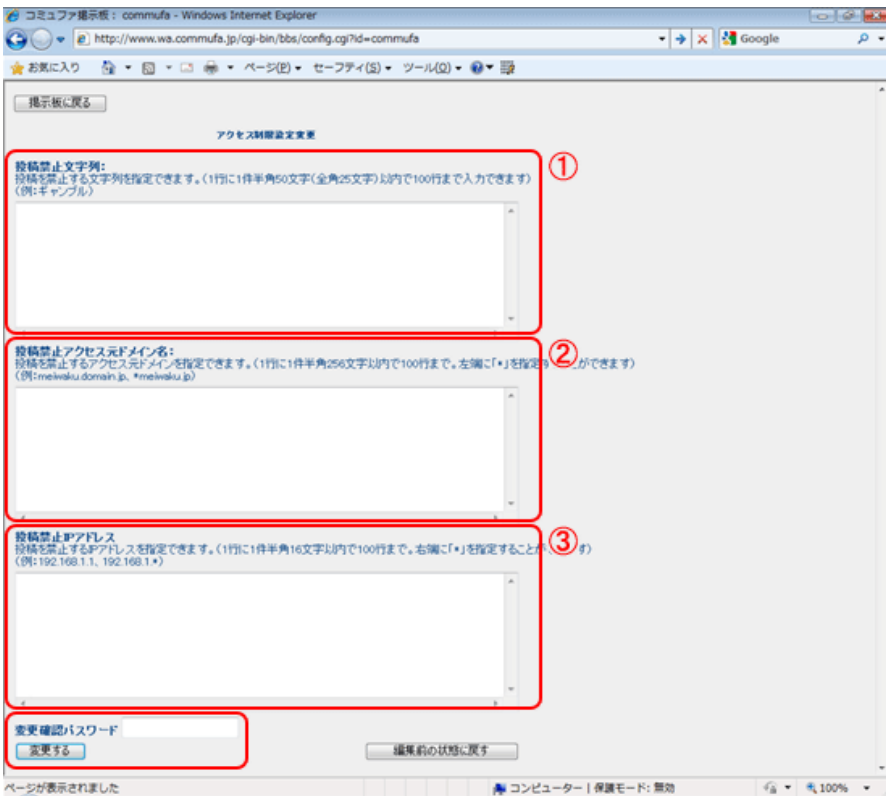 コミュファ掲示板： commufa - Windows Internet Explorer
http://www.wa.commufa.jp/cgi-bin/bbs/config.cgi?id=commufa
Google
お気に入り ページ(P) セーフティ(S) ツール(O)
掲示板に戻る
アクセス制限設定変更
①
投稿禁止文字列：
投稿を禁止する文字列を指定できます。(1行に1件半角50文字(全角25文字)以内で100行まで入力できます)
(例：ギャンブル)
②
投稿禁止アクセス元ドメイン名：
投稿を禁止するアクセス元ドメインを指定できます。(1行に1件半角256文字以内で100行まで。左端に「*」を指定す ができます)
(例：meiwaku.domain.jp、*meiwaku.jp)
③
投稿禁止IPアドレス
投稿を禁止するIPアドレスを指定できます。(1行に1件半角16文字以内で100行まで。右端に「*」を指定することが す)
(例：192.168.1.1、192.168.1.*)
変更確認パスワード
変更する 編集前の状態に戻す
ページが表示されました コンピューター | 保護モード: 無効 100%